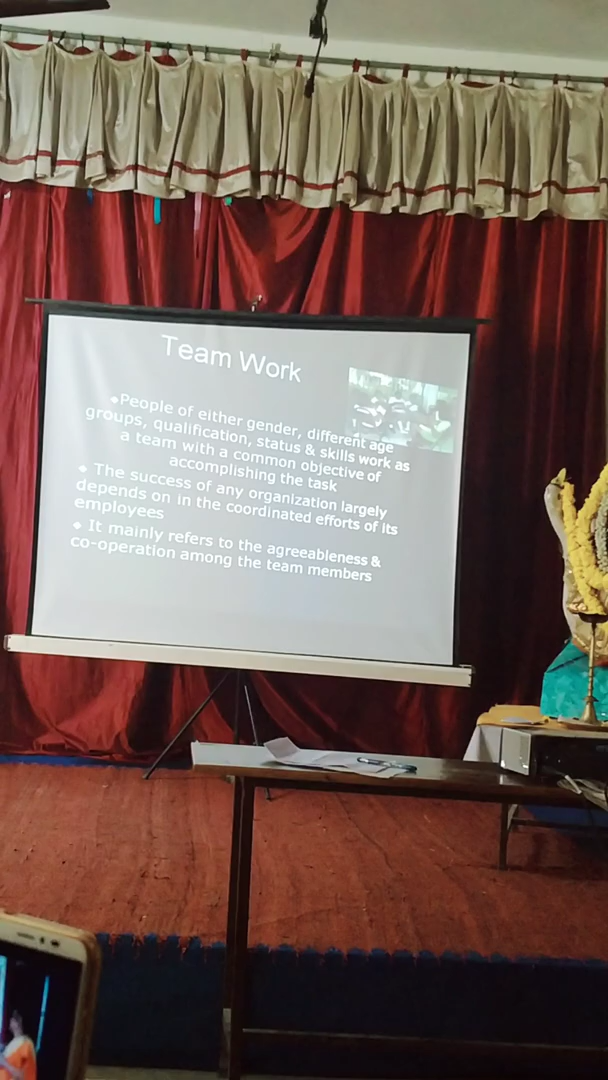 Team Work
◆People of either gender, different age
groups, qualification, status & skills work as
a team with a common objective of
accomplishing the task
◆ The success of any organization largely
depends on in the coordinated efforts of its
employees
◆ It mainly refers to the agreeableness &
co-operation among the team members